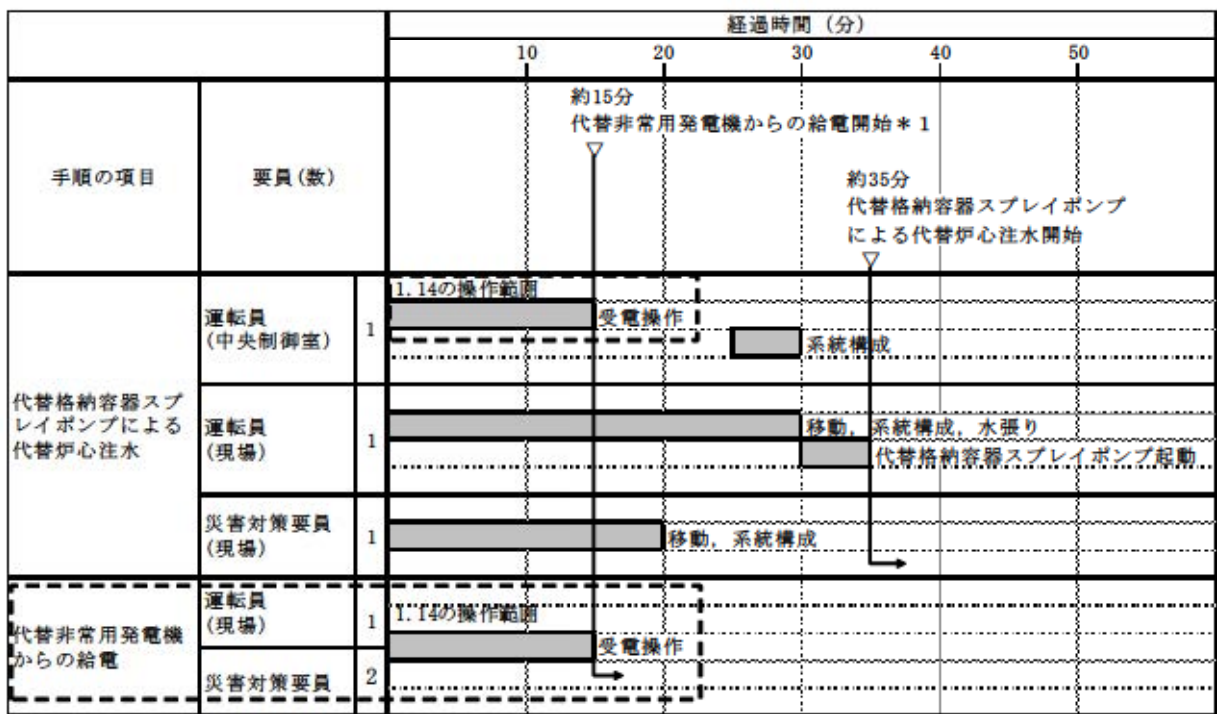 経過時間（分）
10 20 30 40 50
手順の項目
要員(数)
約15分
代替非常用発電機からの給電開始＊1
約35分
代替格納容器スプレイポンプ
による代替炉心注水開始
代替格納容器スプ
レイポンプによる
代替炉心注水
運転員
(中央制御室)
1
1.14の操作範囲
受電操作
系統構成
運転員
(現場)
1
移動，系統構成，水張り
代替格納容器スプレイポンプ起動
災害対策要員
(現場)
1
移動，系統構成
代替非常用発電機
からの給電
運転員
(現場)
1
1.14の操作範囲
受電操作
災害対策要員
2